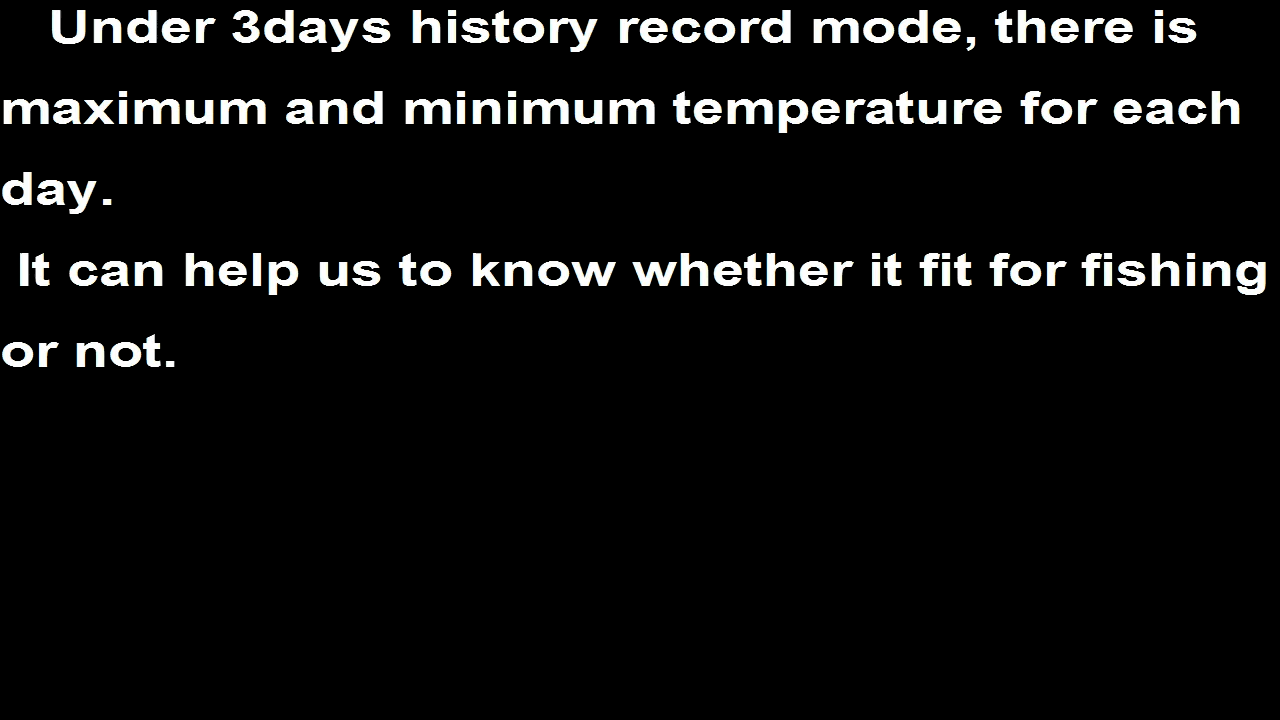 Under 3days history record mode, there is
maximum and minimum temperature for each
day.
It can help us to know whether it fit for fishing
or not.